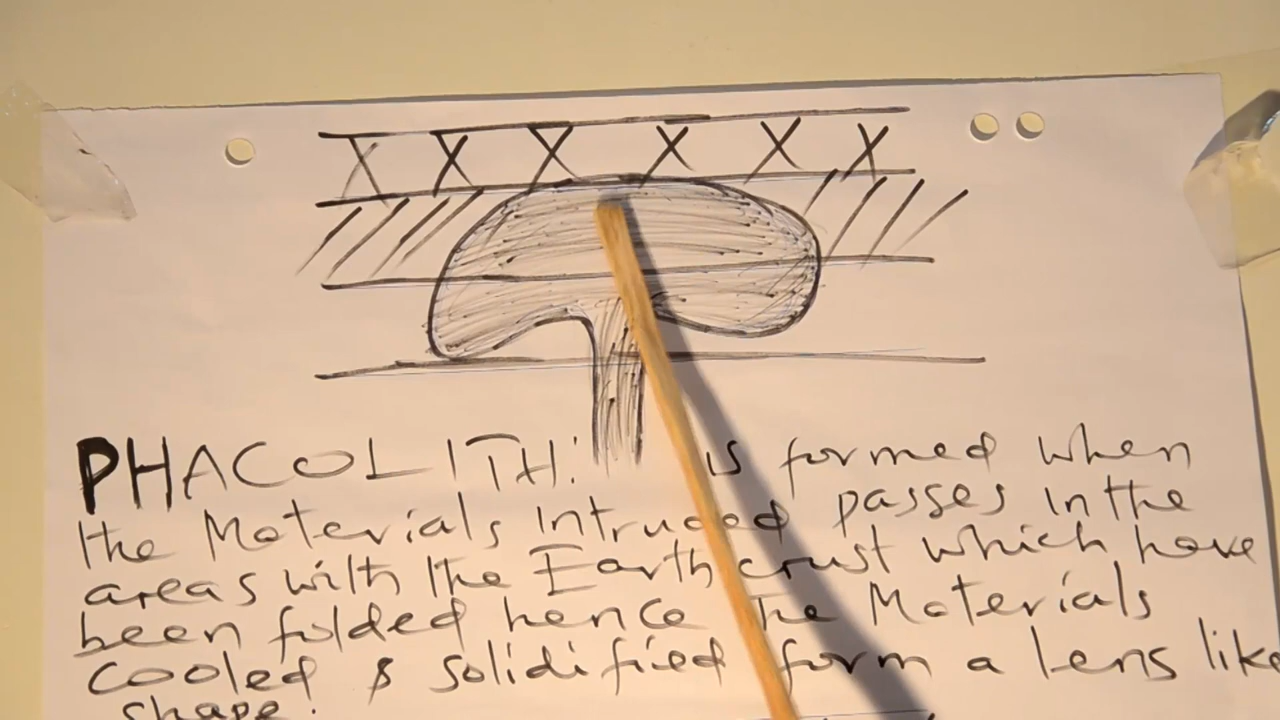 X X X X X X
PHACOLITH: is formed when
the Materials intruded passes in the
areas with the Earth crust which have
been folded hence the Materials
cooled & solidified form a lens like
shape.